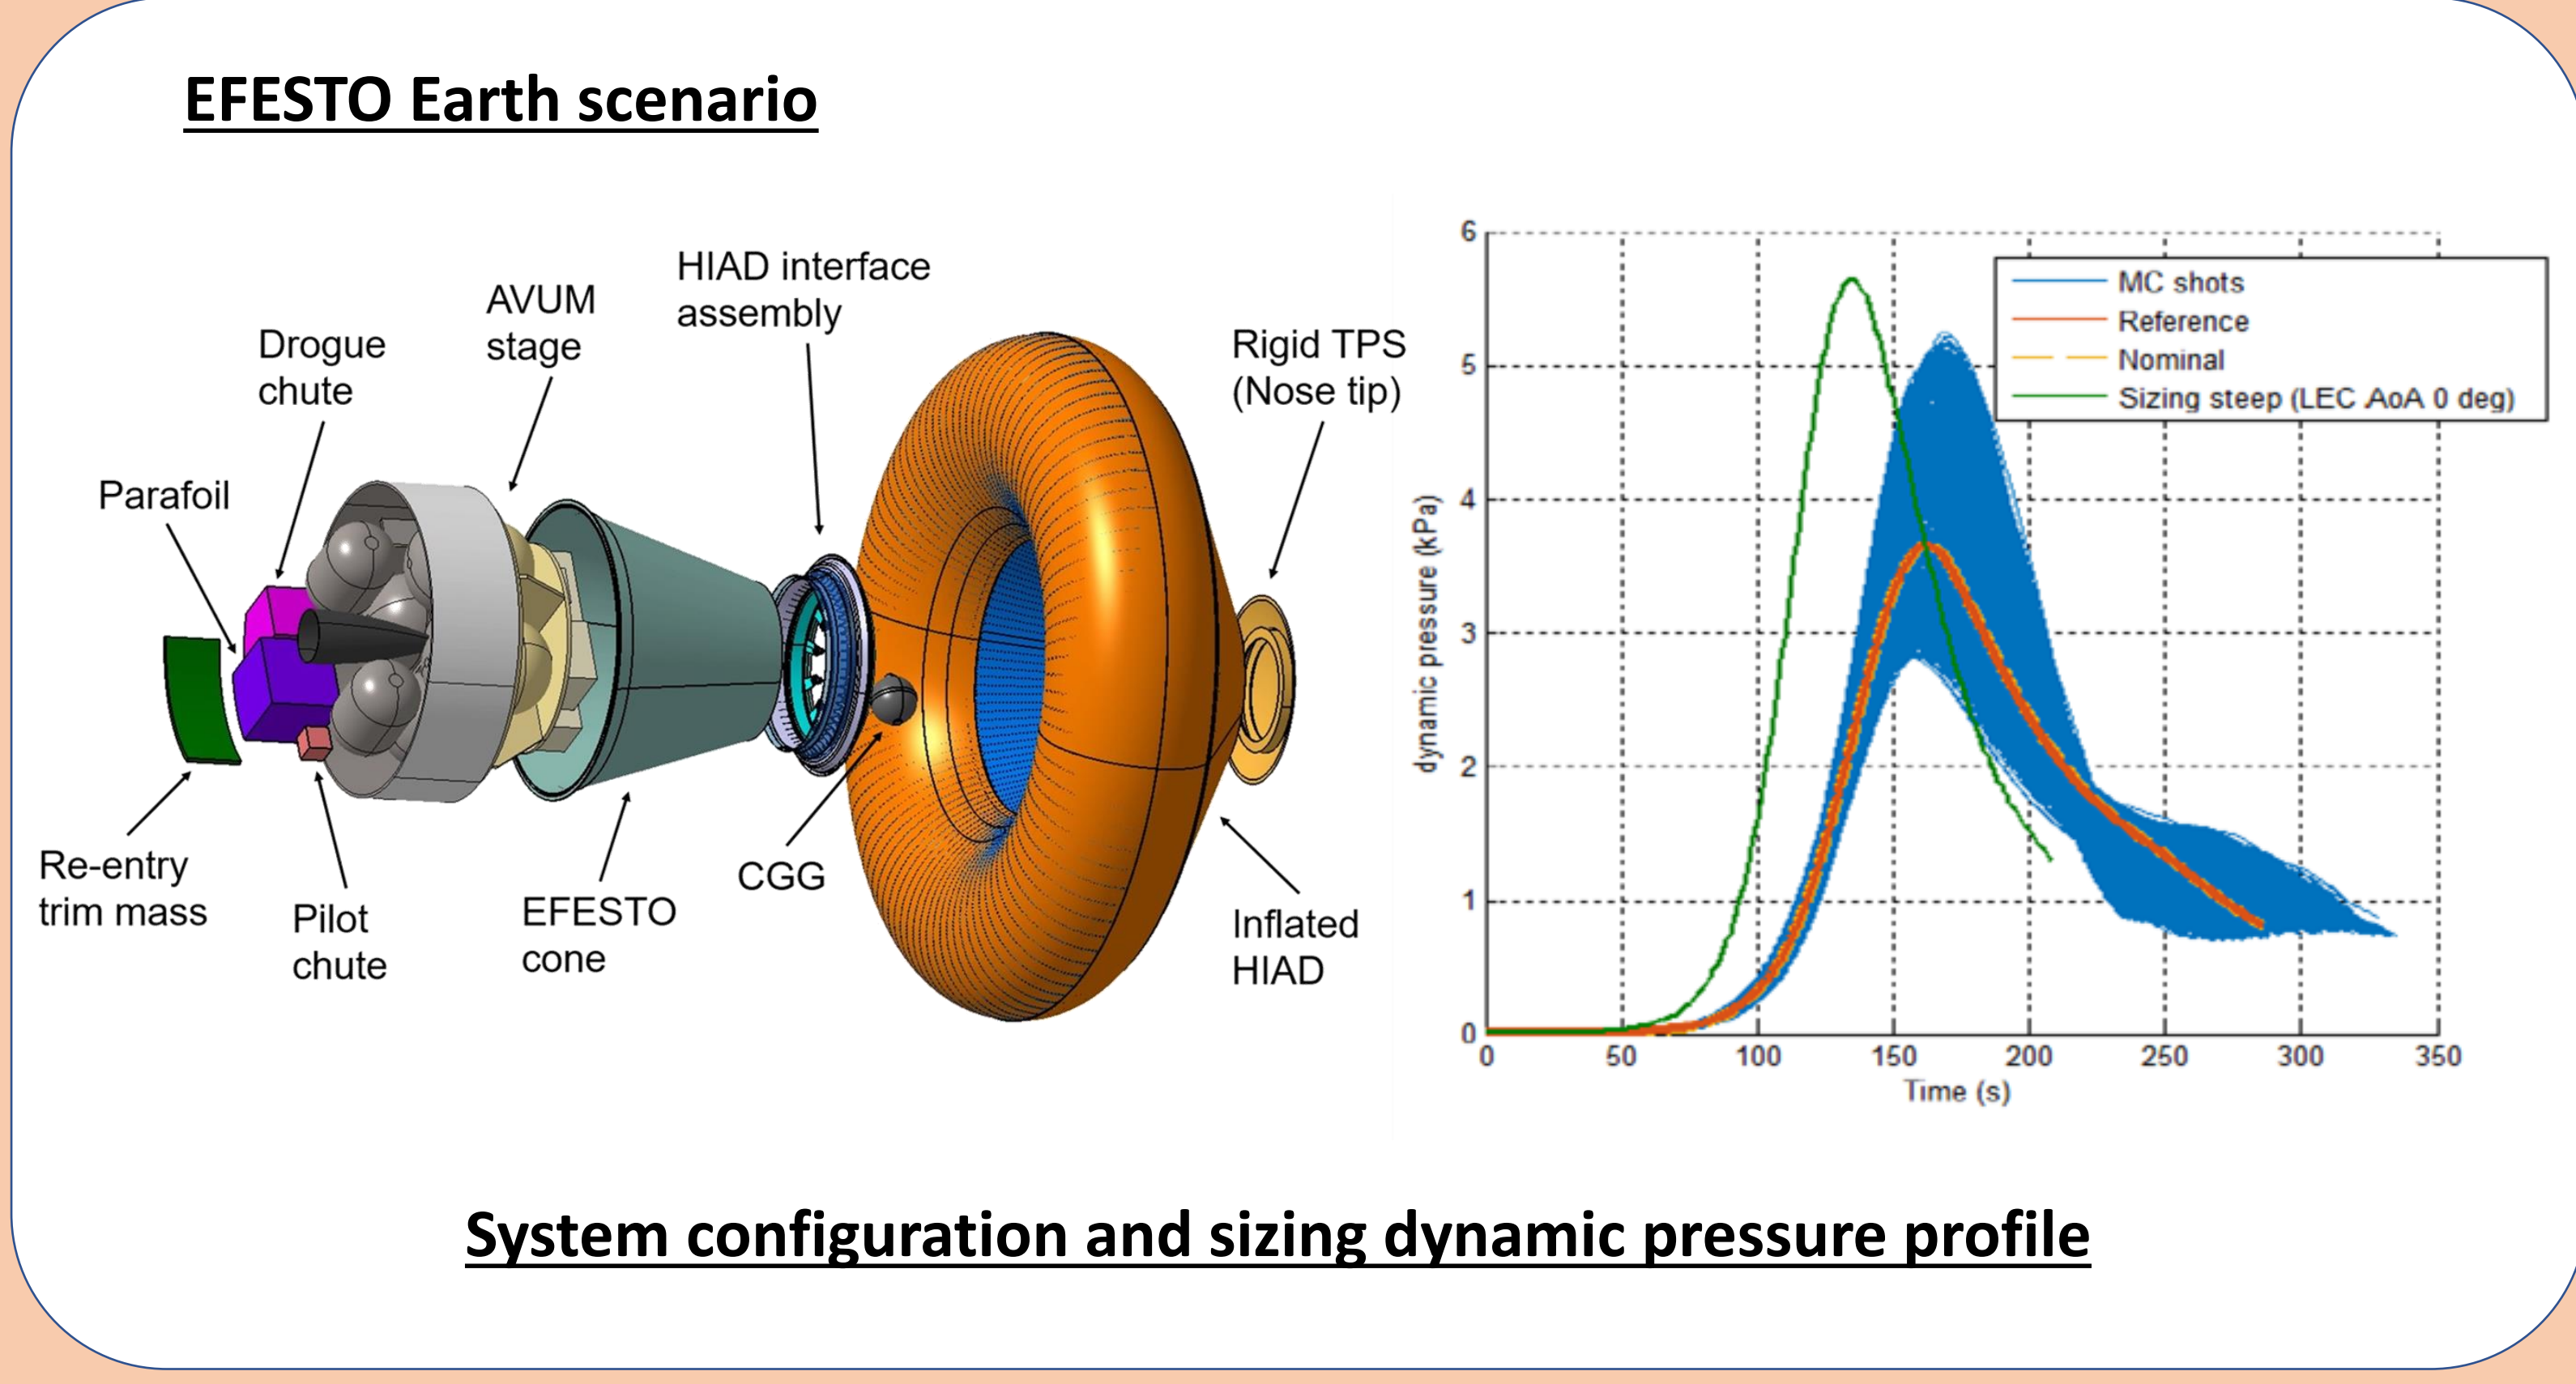 EFESTO Earth scenario
HIAD interface
assembly
AVUM
stage
Drogue
chute
Rigid TPS
(Nose tip)
Parafoil
Re-entry
trim mass
Pilot
chute
EFESTO
cone
CGG
Inflated
HIAD
6
5
4
3
2
1
0
dynamic pressure (kPa)
MC shots
Reference
Nominal
Sizing steep (LEC AoA 0 deg)
0 50 100 150 200 250 300 350
Time (s)
System configuration and sizing dynamic pressure profile